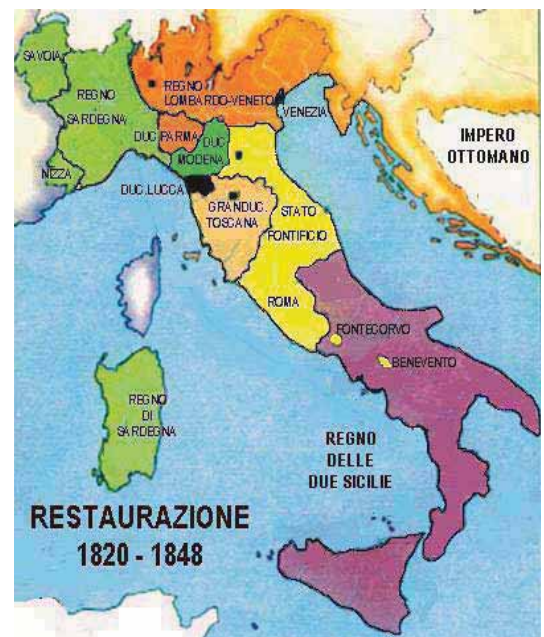 SAVOIA
REGNO
SARDEGNA
NIZZA
REGNO
LOMBARDO-VENETO
VENEZIA
DUC.PARMA
DUC.
MODENA
DUC.LUCCA
GRANDUC.
TOSCANA
STATO
PONTIFICIO
ROMA
IMPERO
OTTOMANO
PONTECORVO
BENEVENTO
REGNO
DI
SARDEGNA
REGNO
DELLE
DUE SICILIE
RESTAURAZIONE
1820 - 1848